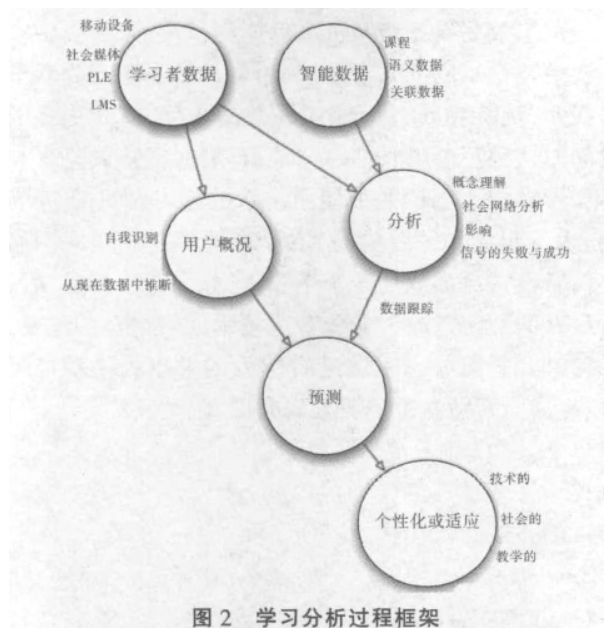 移动设备
社会媒体
PLE
LMS
学习者数据
智能数据
课程
语义数据
关联数据
自我识别
从现在数据中推断
用户概况
分析
概念理解
社会网络分析
影响
信号的失败与成功
数据跟踪
预测
个性化或适应
技术的
社会的
教学的
图 2 学习分析过程框架